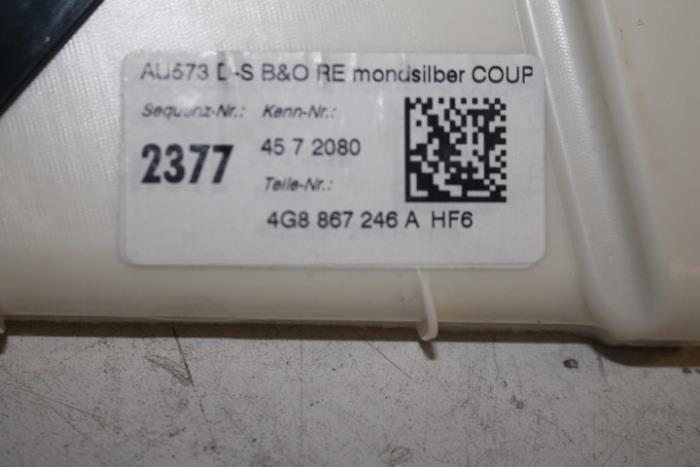 AU573 D-S B&O RE mondsilber COUP
Sequenz-Nr.: Kenn-Nr.:
2377 45 7 2080
Teile-Nr.:
4G8 867 246 A HF6